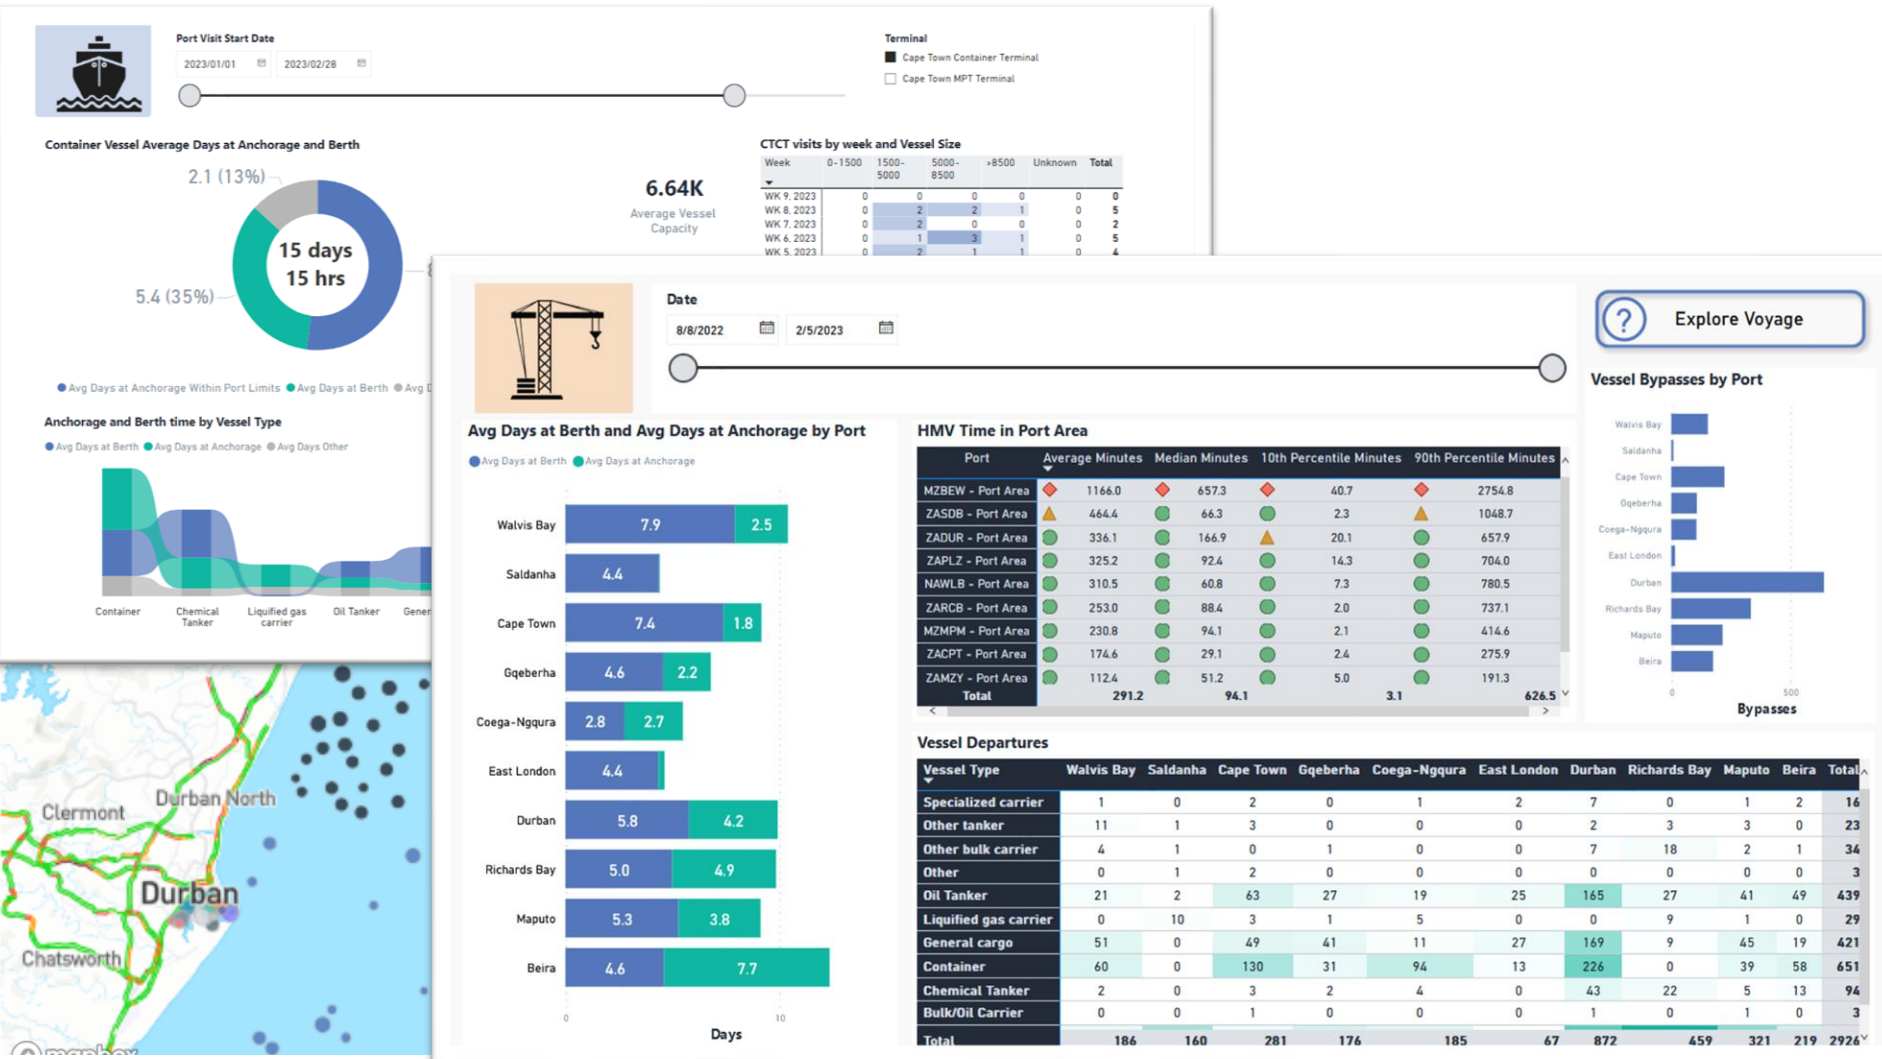 Port Visit Start Date
2023/01/01 2023/02/28
Terminal
Cape Town Container Terminal
Cape Town MPT Terminal
Container Vessel Average Days at Anchorage and Berth
2.1 (13%)
15 days
15 hrs
5.4 (35%)
Avg Days at Anchorage Within Port Limits Avg Days at Berth Avg
6.64K
Average Vessel
Capacity
CTCT visits by week and Vessel Size
Week 0-1500 1500-5000 5000-8500 >8500 Unknown Total
WK 9, 2023 0 0 0 0 0 0
WK 8, 2023 0 2 2 1 0 5
WK 7, 2023 0 2 0 0 0 2
WK 6, 2023 0 1 3 1 0 5
WK 5, 2023 0 2 1 1 0 4
Anchorage and Berth time by Vessel Type
Avg Days at Berth Avg Days at Anchorage Avg Days Other
Container
Chemical Tanker
Liquified gas carrier
Oil Tanker
Gener
Clermont
Durban North
Durban
Chatsworth
mapbox
Date
8/8/2022 2/5/2023
Explore Voyage
Avg Days at Berth and Avg Days at Anchorage by Port
Avg Days at Berth Avg Days at Anchorage
Walvis Bay 7.9 2.5
Saldanha 4.4
Cape Town 7.4 1.8
Gqeberha 4.6 2.2
Coega-Ngqura 2.8 2.7
East London 4.4
Durban 5.8 4.2
Richards Bay 5.0 4.9
Maputo 5.3 3.8
Beira 4.6 7.7
0 10
Days
HMV Time in Port Area
Port Average Minutes Median Minutes 10th Percentile Minutes 90th Percentile Minutes
MZBEW - Port Area 1166.0 657.3 40.7 2754.8
ZASDB - Port Area 464.4 66.3 2.3 1048.7
ZADUR - Port Area 336.1 166.9 20.1 657.9
ZAPLZ - Port Area 325.2 92.4 14.3 704.0
NAWLB - Port Area 310.5 60.8 7.3 780.5
ZARCB - Port Area 253.0 88.4 2.0 737.1
MZMPM - Port Area 230.8 94.1 2.1 414.6
ZACPT - Port Area 174.6 29.1 2.4 275.9
ZAMZY - Port Area 112.4 51.2 5.0 191.3
Total 291.2 94.1 3.1 626.5
Vessel Bypasses by Port
Walvis Bay
Saldanha
Cape Town
Gqeberha
Coega-Ngqura
East London
Durban
Richards Bay
Maputo
Beira
0 500
Bypasses
Vessel Departures
Vessel Type Walvis Bay Saldanha Cape Town Gqeberha Coega-Ngqura East London Durban Richards Bay Maputo Beira Total
Specialized carrier 1 0 2 0 1 2 7 0 1 2 16
Other tanker 11 1 3 0 0 0 2 3 3 0 23
Other bulk carrier 4 1 0 1 0 0 7 18 2 1 34
Other 0 1 2 0 0 0 0 0 0 0 3
Oil Tanker 21 2 63 27 19 25 165 27 41 49 439
Liquified gas carrier 0 10 3 1 5 0 0 9 1 0 29
General cargo 51 0 49 41 11 27 169 9 45 19 421
Container 60 0 130 31 94 13 226 0 39 58 651
Chemical Tanker 2 0 3 2 4 0 43 22 5 13 94
Bulk/Oil Carrier 0 0 1 0 0 0 1 0 1 0 3
Total 186 160 281 176 185 67 872 459 321 219 2926